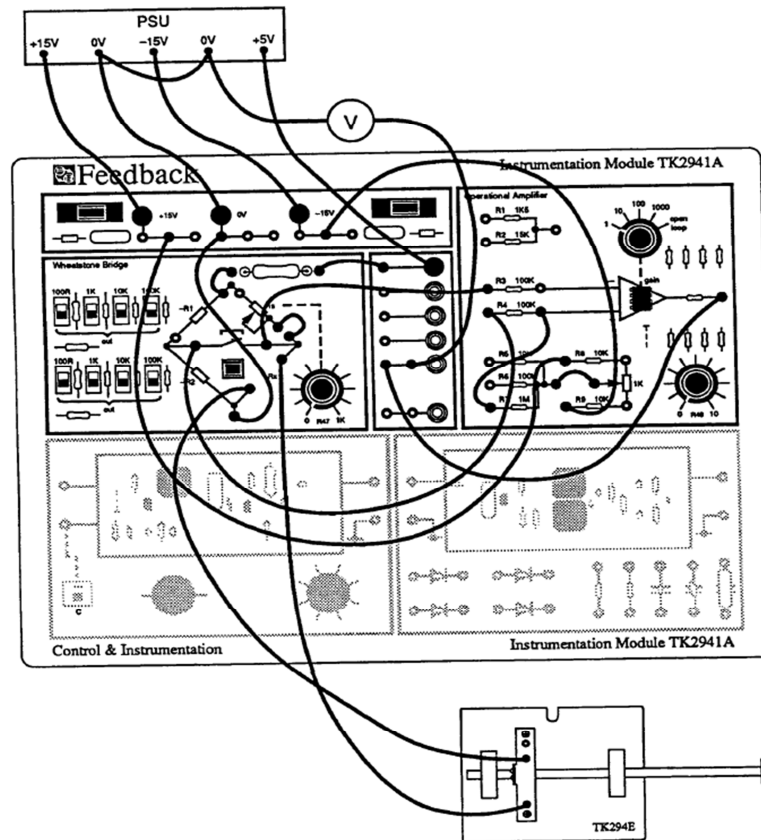 PSU
+15V 0V −15V 0V +5V
V
Feedback
Instrumentation Module TK2941A
+15V 0V −15V
Operational Amplifier
R1 1K5
R2 15K
1 10 100 1000
open loop
gain
Wheatstone Bridge
100R 1K 10K 100K
out
100R 1K 10K 100K
out
R1
R2
0 R47 1K
R3 100K
R4 100K
R5 10K
R6 100K
R7 1M
R8 10K
R9 10K
1K
T
0 R48 10
C
Control & Instrumentation
Instrumentation Module TK2941A
TK294E